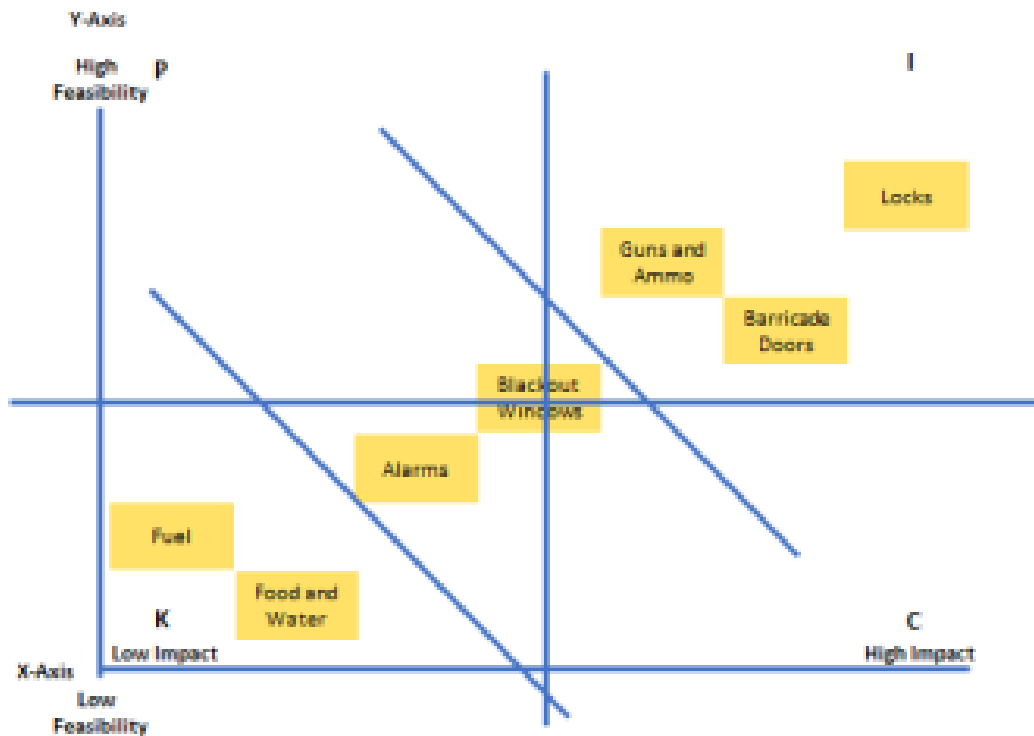 Y-Axis
High
Feasibility
P
I
Locks
Guns and
Ammo
Barricade
Doors
Blackout
Windows
Alarms
Fuel
Food and
Water
K
C
Low Impact
High Impact
X-Axis
Low
Feasibility